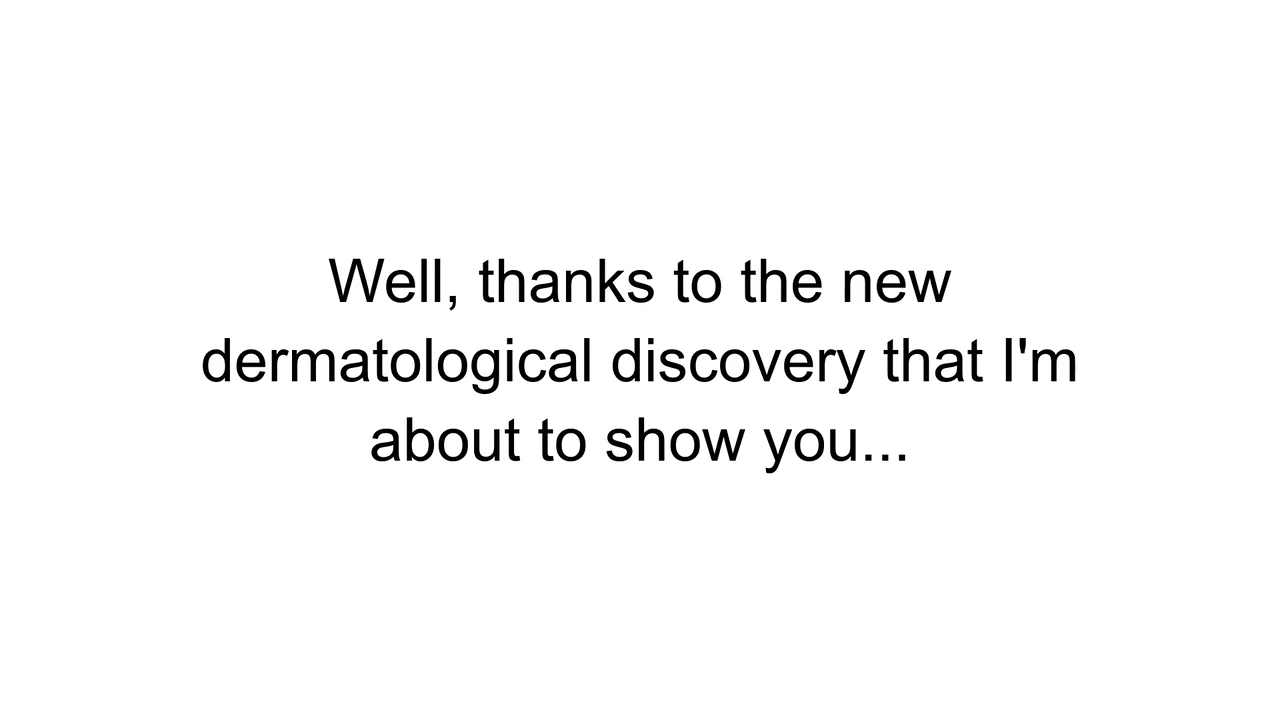 Well, thanks to the new
dermatological discovery that I'm
about to show you...